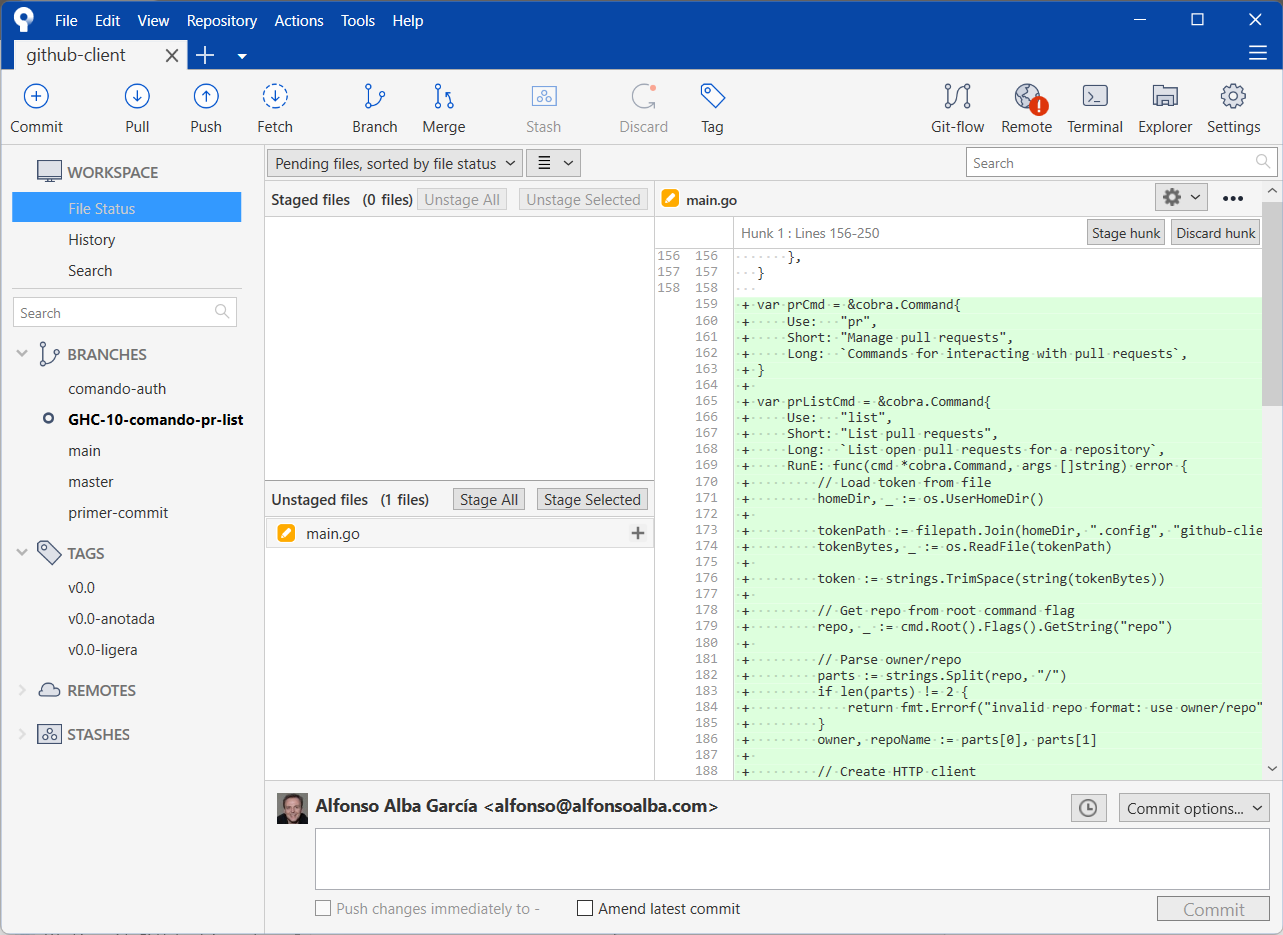 File Edit View Repository Actions Tools Help
github-client
Commit Pull Push Fetch Branch Merge Stash Discard Tag Git-flow Remote Terminal Explorer Settings
WORKSPACE
File Status
History
Search
Search
BRANCHES
comando-auth
GHC-10-comando-pr-list
main
master
primer-commit
TAGS
v0.0
v0.0-anotada
v0.0-ligera
REMOTES
STASHES
Pending files, sorted by file status
Search
Staged files (0 files) Unstage All Unstage Selected
Unstaged files (1 files) Stage All Stage Selected
main.go
main.go
Hunk 1 : Lines 156-250 Stage hunk Discard hunk
156 156 },
157 157 }
158 158
159 + var prCmd = &cobra.Command{
160 + Use: "pr",
161 + Short: "Manage pull requests",
162 + Long: `Commands for interacting with pull requests`,
163 + }
164 +
165 + var prListCmd = &cobra.Command{
166 + Use: "list",
167 + Short: "List pull requests",
168 + Long: `List open pull requests for a repository`,
169 + RunE: func(cmd *cobra.Command, args []string) error {
170 + // Load token from file
171 + homeDir, _ := os.UserHomeDir()
172 +
173 + tokenPath := filepath.Join(homeDir, ".config", "github-clie
174 + tokenBytes, _ := os.ReadFile(tokenPath)
175 +
176 + token := strings.TrimSpace(string(tokenBytes))
177 +
178 + // Get repo from root command flag
179 + repo, _ := cmd.Root().Flags().GetString("repo")
180 +
181 + // Parse owner/repo
182 + parts := strings.Split(repo, "/")
183 + if len(parts) != 2 {
184 + return fmt.Errorf("invalid repo format: use owner/repo"
185 + }
186 + owner, repoName := parts[0], parts[1]
187 +
188 + // Create HTTP client
Alfonso Alba García <alfonso@alfonsoalba.com>
Commit options...
Push changes immediately to -
Amend latest commit
Commit